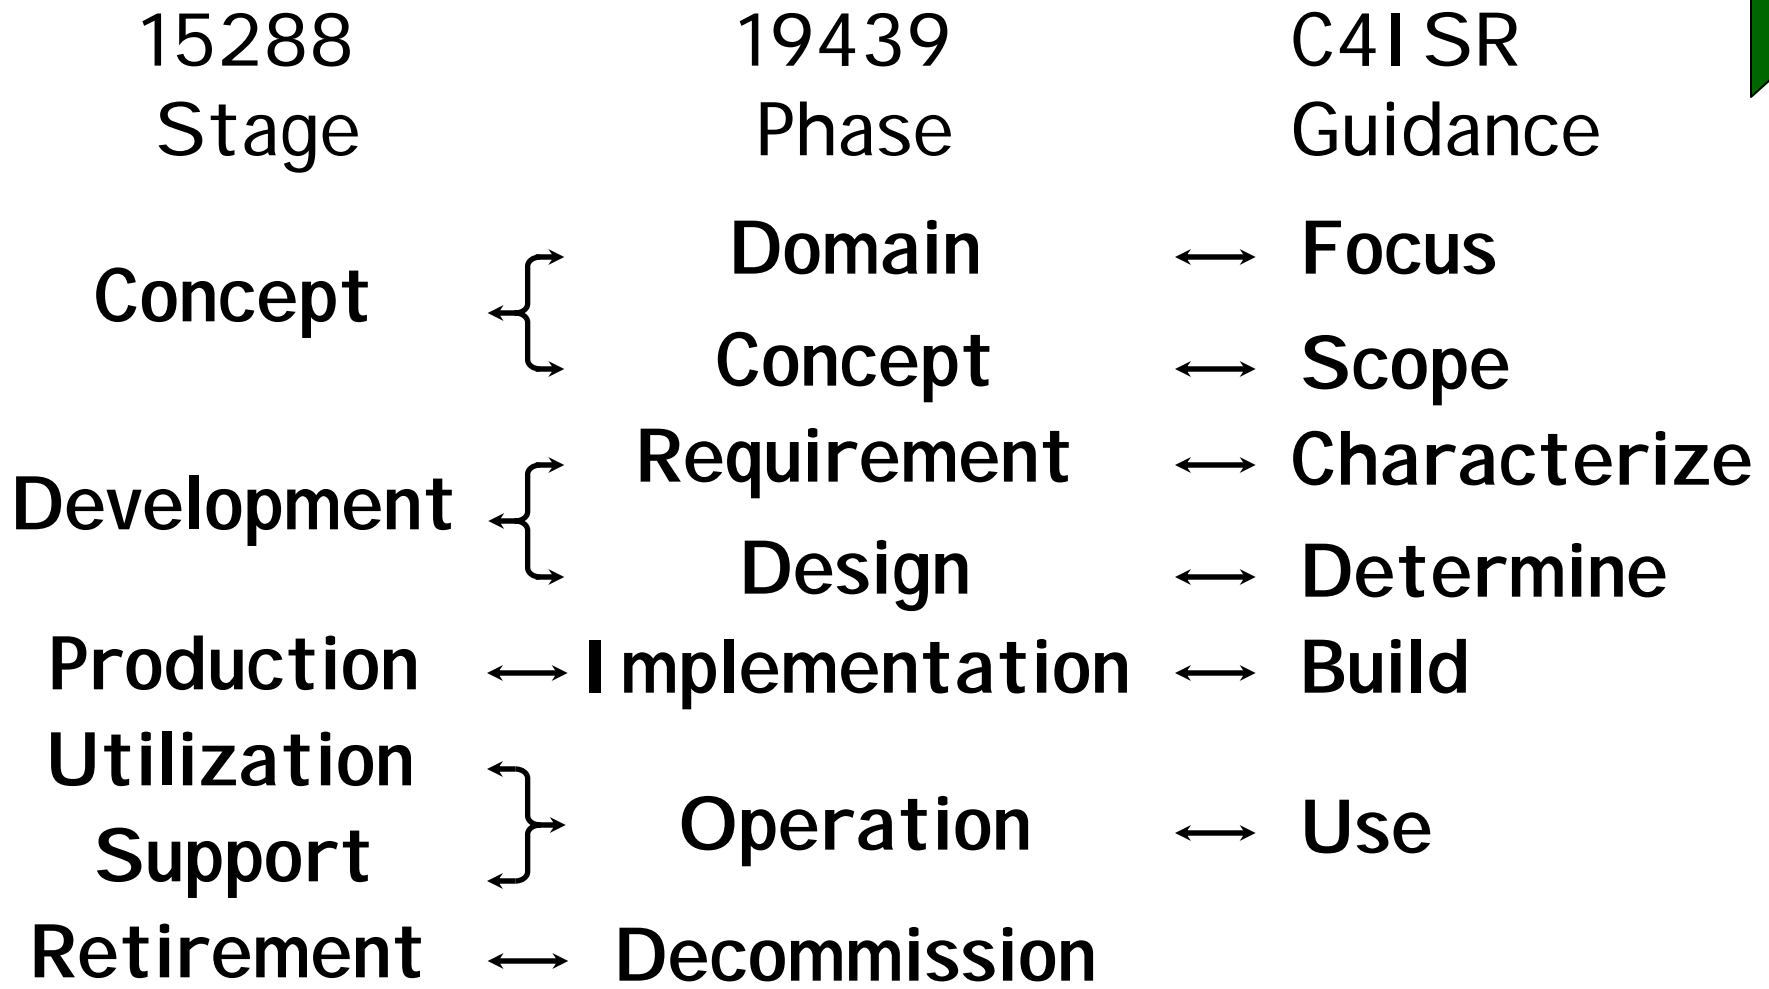 15288 19439 C4ISR
Stage Phase Guidance
Domain ↔ Focus
Concept
Concept ↔ Scope
Requirement ↔ Characterize
Development
Design ↔ Determine
Production ↔ Implementation ↔ Build
Utilization
Operation ↔ Use
Support
Retirement ↔ Decommission